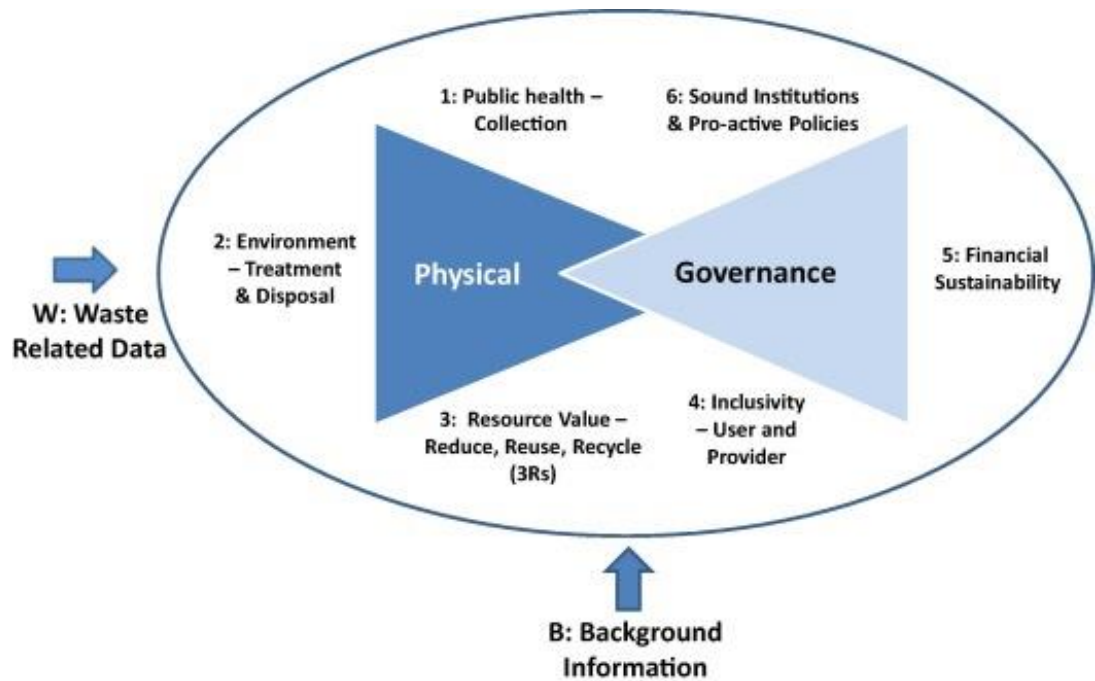 1: Public health –
Collection
6: Sound Institutions
& Pro-active Policies
2: Environment
– Treatment
& Disposal
Physical
Governance
5: Financial
Sustainability
W: Waste
Related Data
3: Resource Value –
Reduce, Reuse, Recycle
(3Rs)
4: Inclusivity
– User and
Provider
B: Background
Information